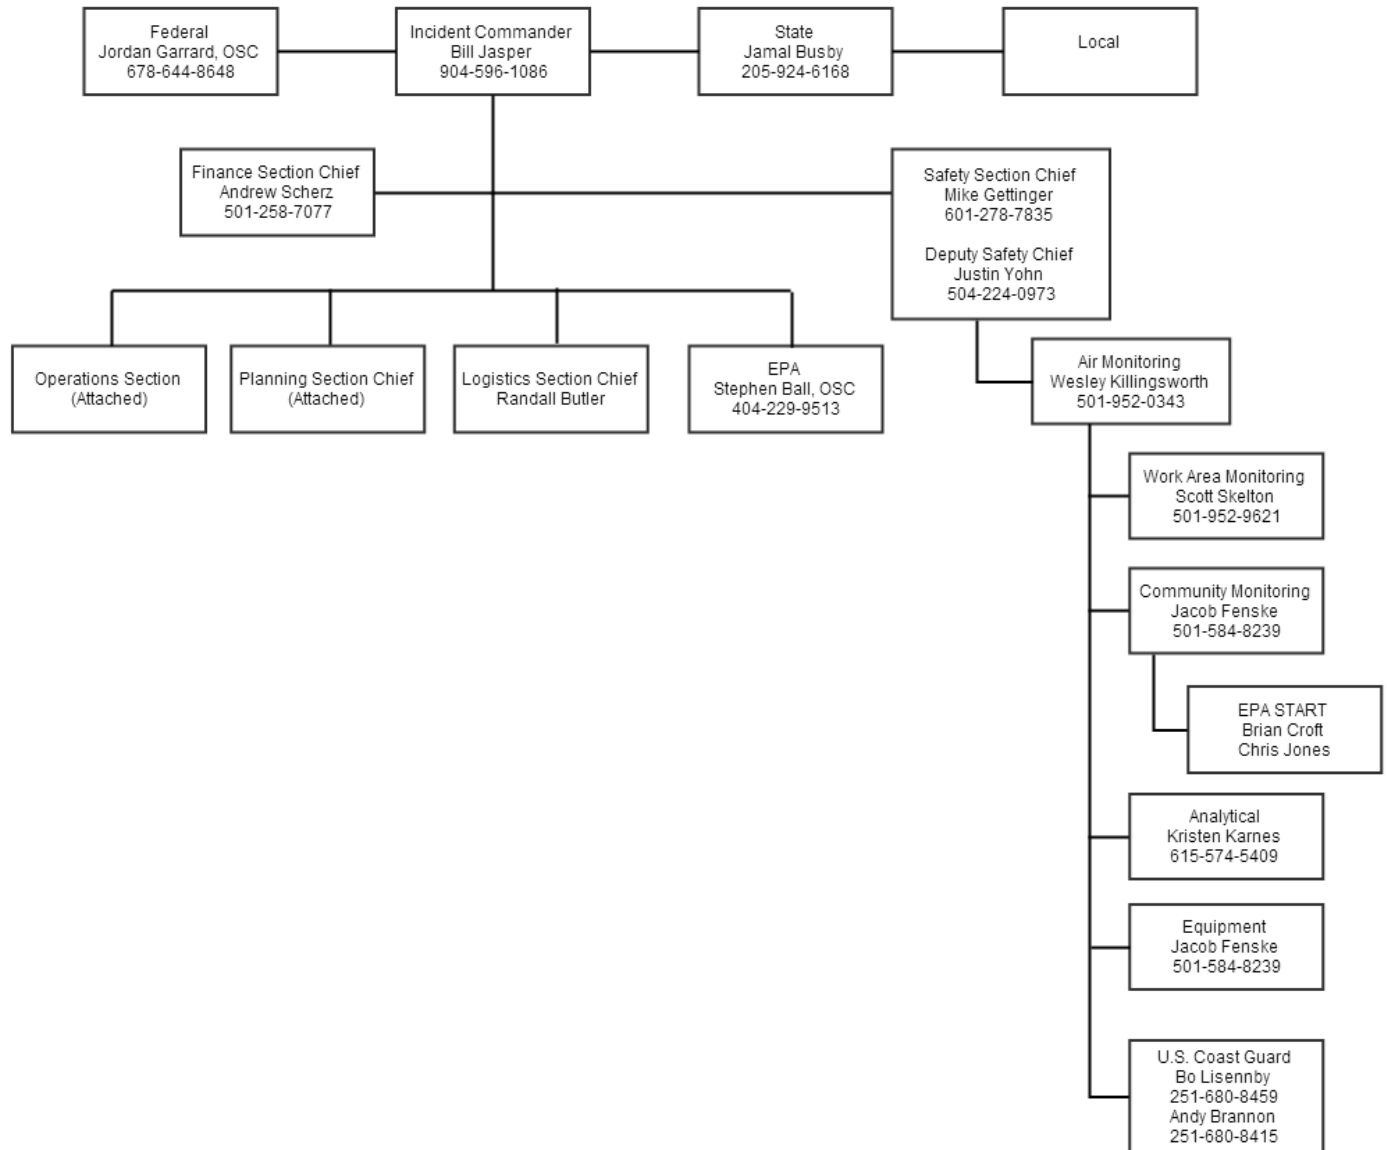 Federal
Jordan Garrard, OSC
678-644-8648
Incident Commander
Bill Jasper
904-596-1086
State
Jamal Busby
205-924-6168
Local
Finance Section Chief
Andrew Scherz
501-258-7077
Safety Section Chief
Mike Gettinger
601-278-7835
Deputy Safety Chief
Justin Yohn
504-224-0973
Operations Section
(Attached)
Planning Section Chief
(Attached)
Logistics Section Chief
Randall Butler
EPA
Stephen Ball, OSC
404-229-9513
Air Monitoring
Wesley Killingsworth
501-952-0343
Work Area Monitoring
Scott Skelton
501-952-9621
Community Monitoring
Jacob Fenske
501-584-8239
EPA START
Brian Croft
Chris Jones
Analytical
Kristen Karnes
615-574-5409
Equipment
Jacob Fenske
501-584-8239
U.S. Coast Guard
Bo Lisennby
251-680-8459
Andy Brannon
251-680-8415